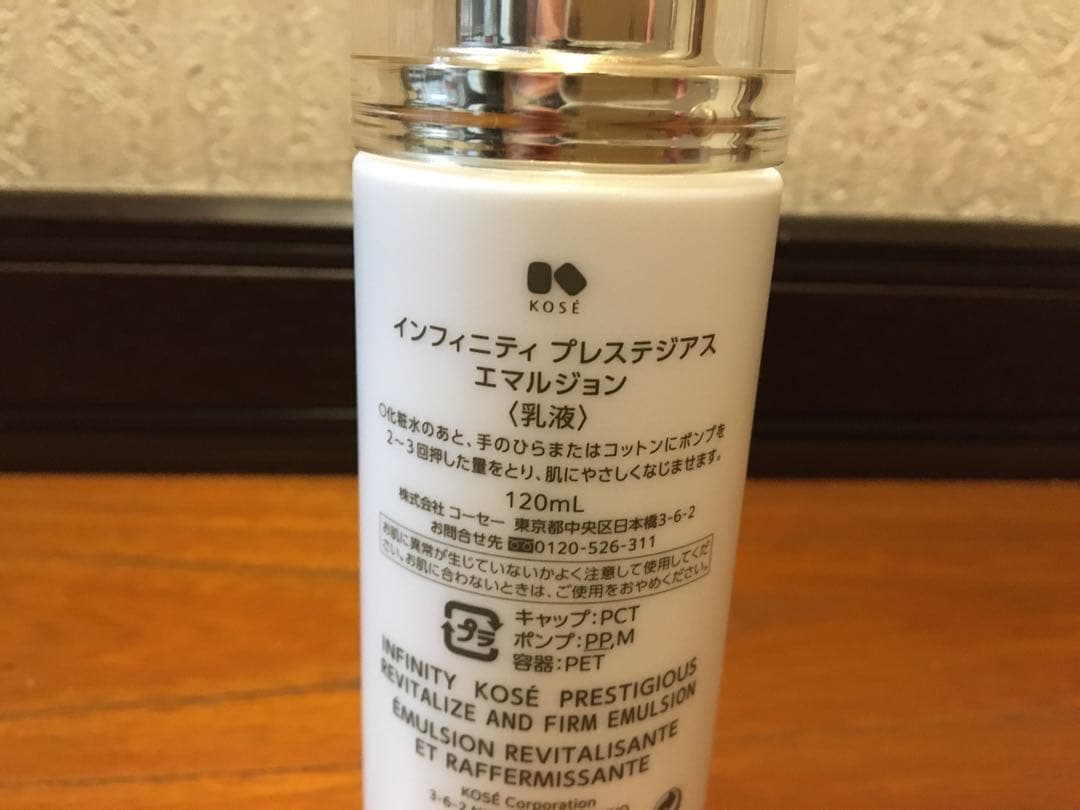 KOSÉ
インフィニティ プレステジアス
エマルジョン
〈乳液〉
○化粧水のあと、手のひらまたはコットンにポンプを
2～3回押した量をとり、肌にやさしくなじませます。
120mL
株式会社 コーセー 東京都中央区日本橋3-6-2
お問合せ先 0120-526-311
お肌に異常が生じていないかよく注意して使用してくだ
さい。お肌に合わないときは、ご使用をおやめください。
プラ
キャップ:PCT
ポンプ:PP,M
容器:PET
INFINITY KOSÉ PRESTIGIOUS
REVITALIZE AND FIRM EMULSION
ÉMULSION REVITALISANTE
ET RAFFERMISSANTE
KOSÉ Corporation
3-6-2